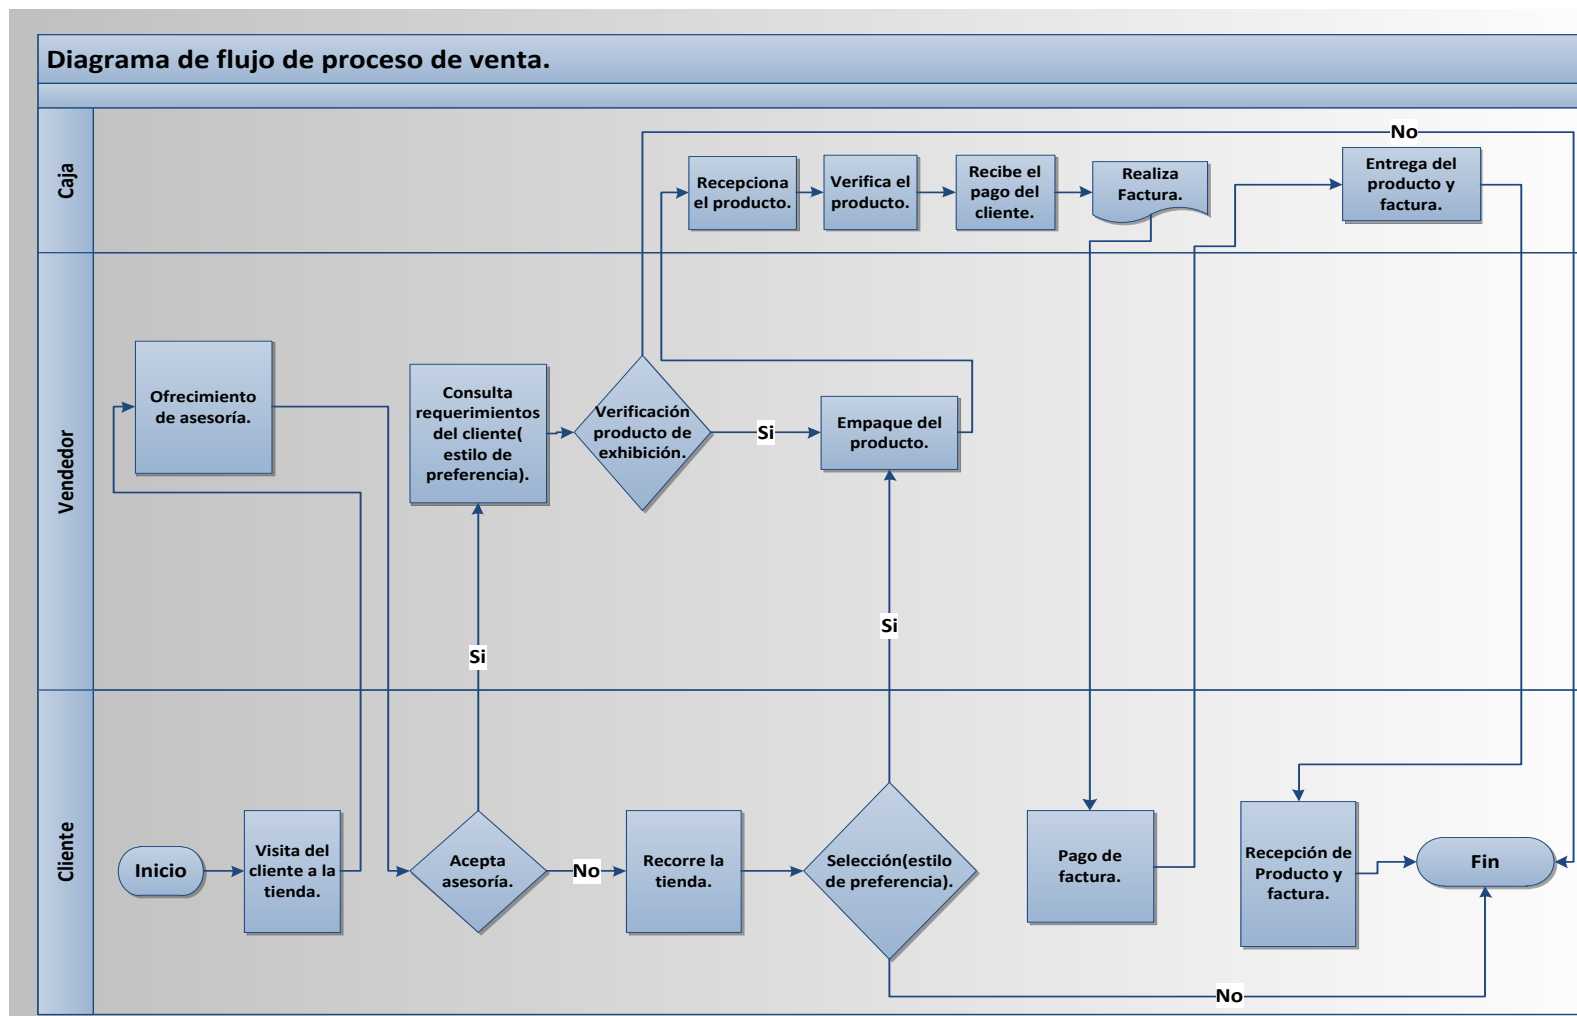 Diagrama de flujo de proceso de venta.
Caja
No
Recepciona
el producto.
Verifica el
producto.
Recibe el
pago del
cliente.
Realiza
Factura.
Entrega del
producto y
factura.
Vendedor
Ofrecimiento
de asesoría.
Consulta
requerimientos
del cliente(
estilo de
preferencia).
Verificación
producto de
exhibición.
Si
Empaque del
producto.
Si
Si
Cliente
Inicio
Visita del
cliente a la
tienda.
Acepta
asesoría.
No
Recorre la
tienda.
Selección(estilo
de preferencia).
Pago de
factura.
Recepción de
Producto y
factura.
Fin
No